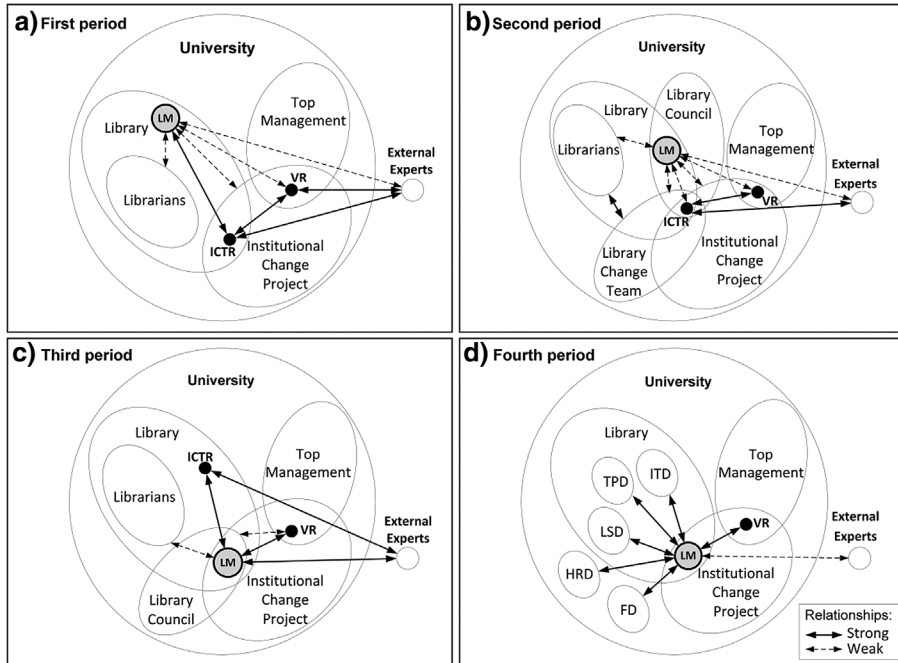 a) First period
University
Top
Management
LM
Library
External
Experts
VR
Librarians
ICTR
Institutional
Change
Project
b) Second period
University
Library
Library
Council
Top
Management
LM
Librarians
External
Experts
VR
ICTR
Institutional
Change
Project
Library
Change
Team
c) Third period
University
Library
ICTR
Top
Management
Librarians
External
Experts
VR
LM
Institutional
Change
Project
Library
Council
d) Fourth period
University
Library
Top
Management
TPD
ITD
LSD
VR
External
Experts
LM
HRD
Institutional
Change
Project
FD
Relationships:
Strong
Weak